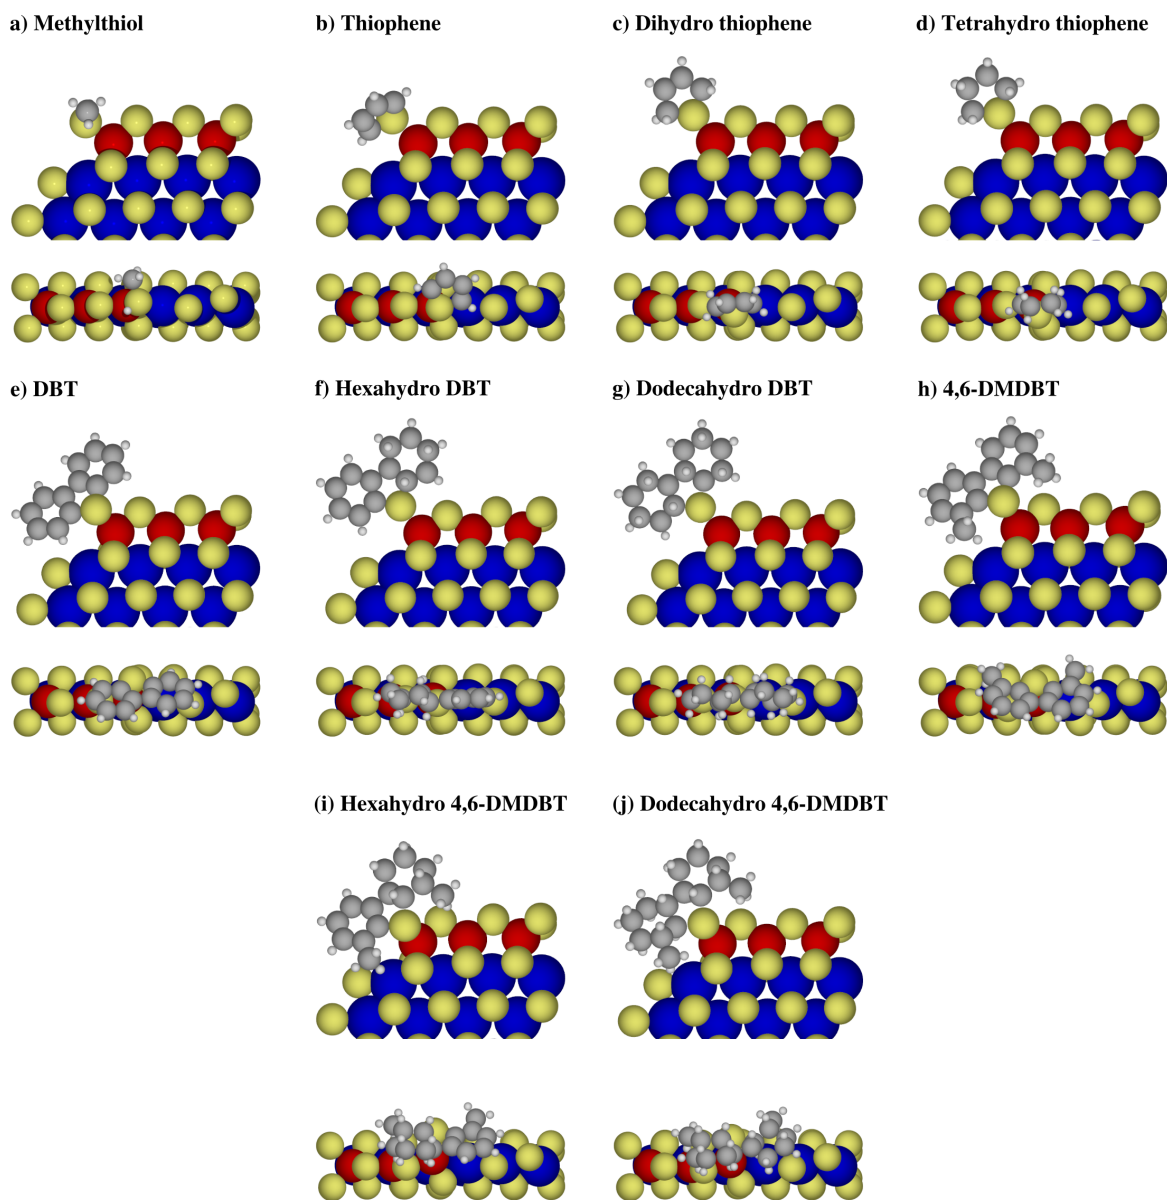 a) Methylthiol
b) Thiophene
c) Dihydro thiophene
d) Tetrahydro thiophene
e) DBT
f) Hexahydro DBT
g) Dodecahydro DBT
h) 4,6-DMDBT
(i) Hexahydro 4,6-DMDBT
(j) Dodecahydro 4,6-DMDBT